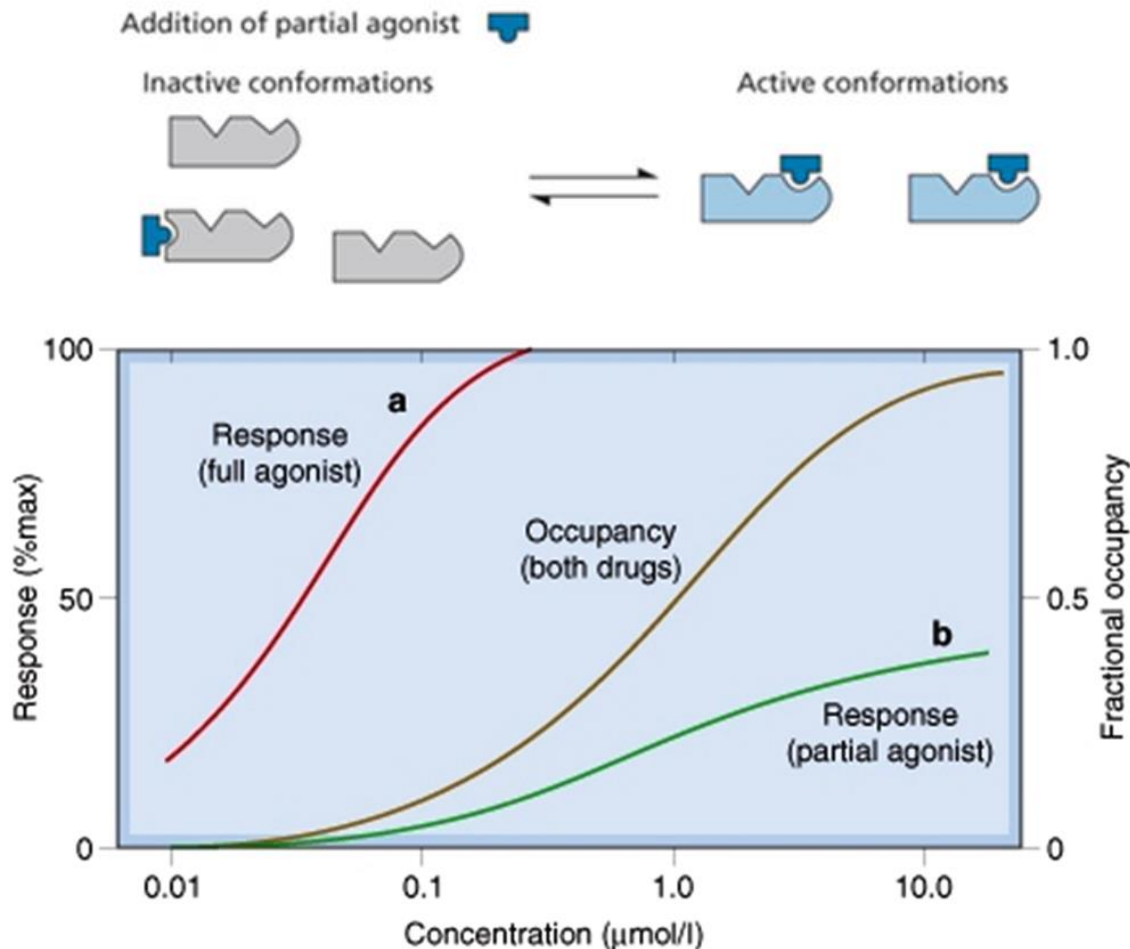 Addition of partial agonist
Inactive conformations
Active conformations
100
50
0
Response (%max)
a
Response
(full agonist)
Occupancy
(both drugs)
b
Response
(partial agonist)
1.0
0.5
0
Fractional occupancy
0.01
0.1
1.0
10.0
Concentration (μmol/l)